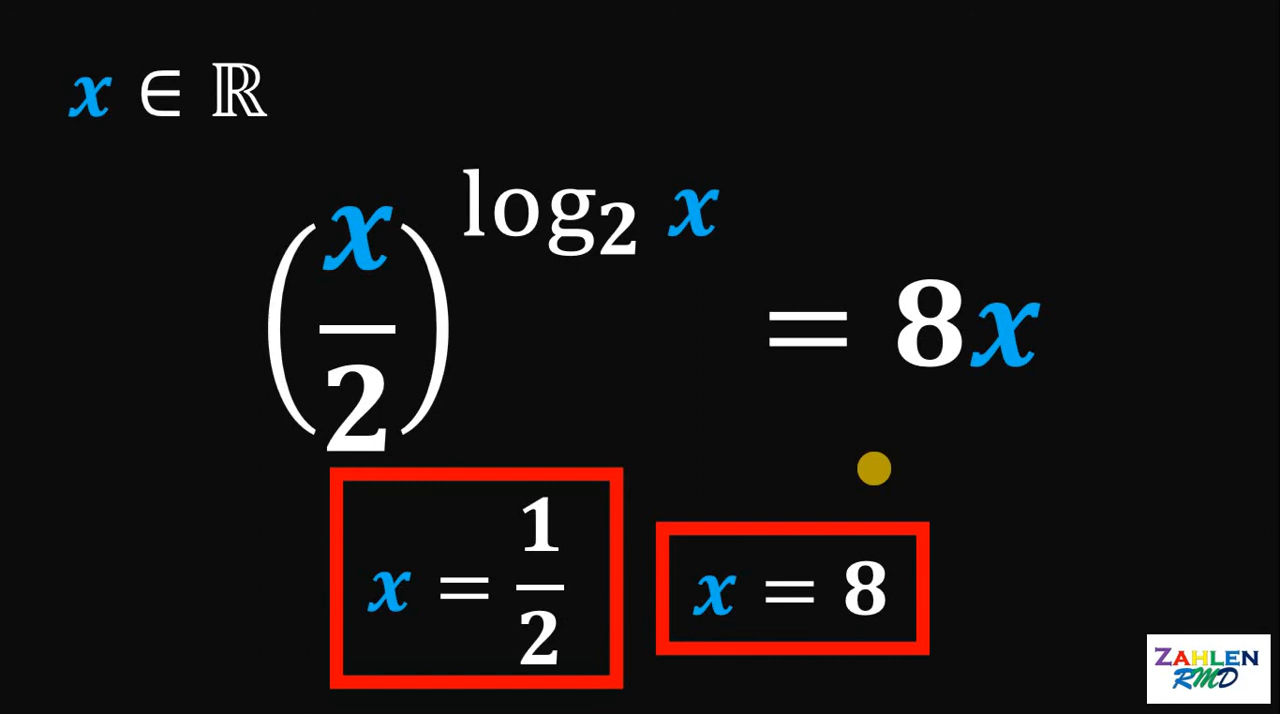 x ∈ ℝ
(x/2)^(log₂ x) = 8x
x = 1/2
x = 8
ZAHLEN
RMD